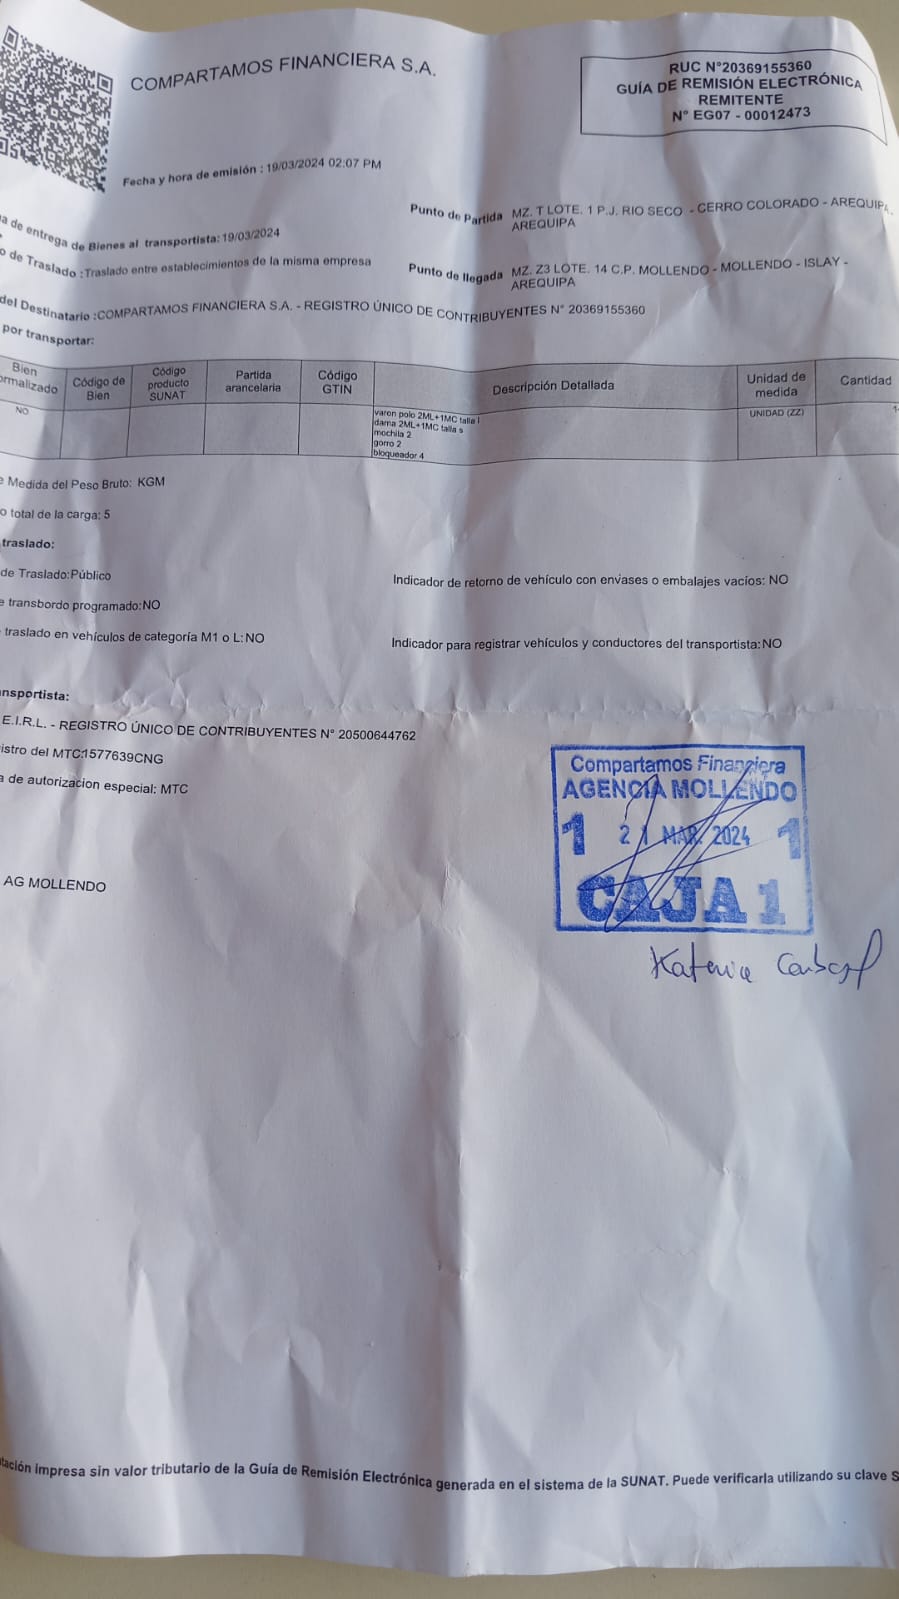 COMPARTAMOS FINANCIERA S.A.
RUC N°20369155360
GUÍA DE REMISIÓN ELECTRÓNICA
REMITENTE
N° EG07 - 00012473
Fecha y hora de emisión : 19/03/2024 02:07 PM
a de entrega de Bienes al transportista: 19/03/2024
o de Traslado : Traslado entre establecimientos de la misma empresa
Punto de Partida MZ. T LOTE. 1 P.J. RIO SECO - CERRO COLORADO - AREQUIPA
AREQUIPA
Punto de llegada MZ. Z3 LOTE. 14 C.P. MOLLENDO - MOLLENDO - ISLAY -
AREQUIPA
del Destinatario :COMPARTAMOS FINANCIERA S.A. - REGISTRO ÚNICO DE CONTRIBUYENTES N° 20369155360
por transportar:
Bien ormalizado Código de Bien Código producto SUNAT Partida arancelaria Código GTIN Descripción Detallada Unidad de medida Cantidad
NO varon polo 2ML+1MC talla l UNIDAD (ZZ)
dama 2ML+1MC talla s
mochila 2
gorro 2
bloqueador 4
e Medida del Peso Bruto: KGM
o total de la carga: 5
traslado:
de Traslado:Público
Indicador de retorno de vehículo con envases o embalajes vacíos: NO
e transbordo programado:NO
traslado en vehículos de categoría M1 o L:NO
Indicador para registrar vehículos y conductores del transportista:NO
nsportista:
E.I.R.L. - REGISTRO ÚNICO DE CONTRIBUYENTES N° 20500644762
istro del MTC:1577639CNG
a de autorizacion especial: MTC
AG MOLLENDO
Compartamos Financiera
AGENCIA MOLLENDO
1 21 MAR. 2024 1
CAJA 1
tación impresa sin valor tributario de la Guía de Remisión Electrónica generada en el sistema de la SUNAT. Puede verificarla utilizando su clave S